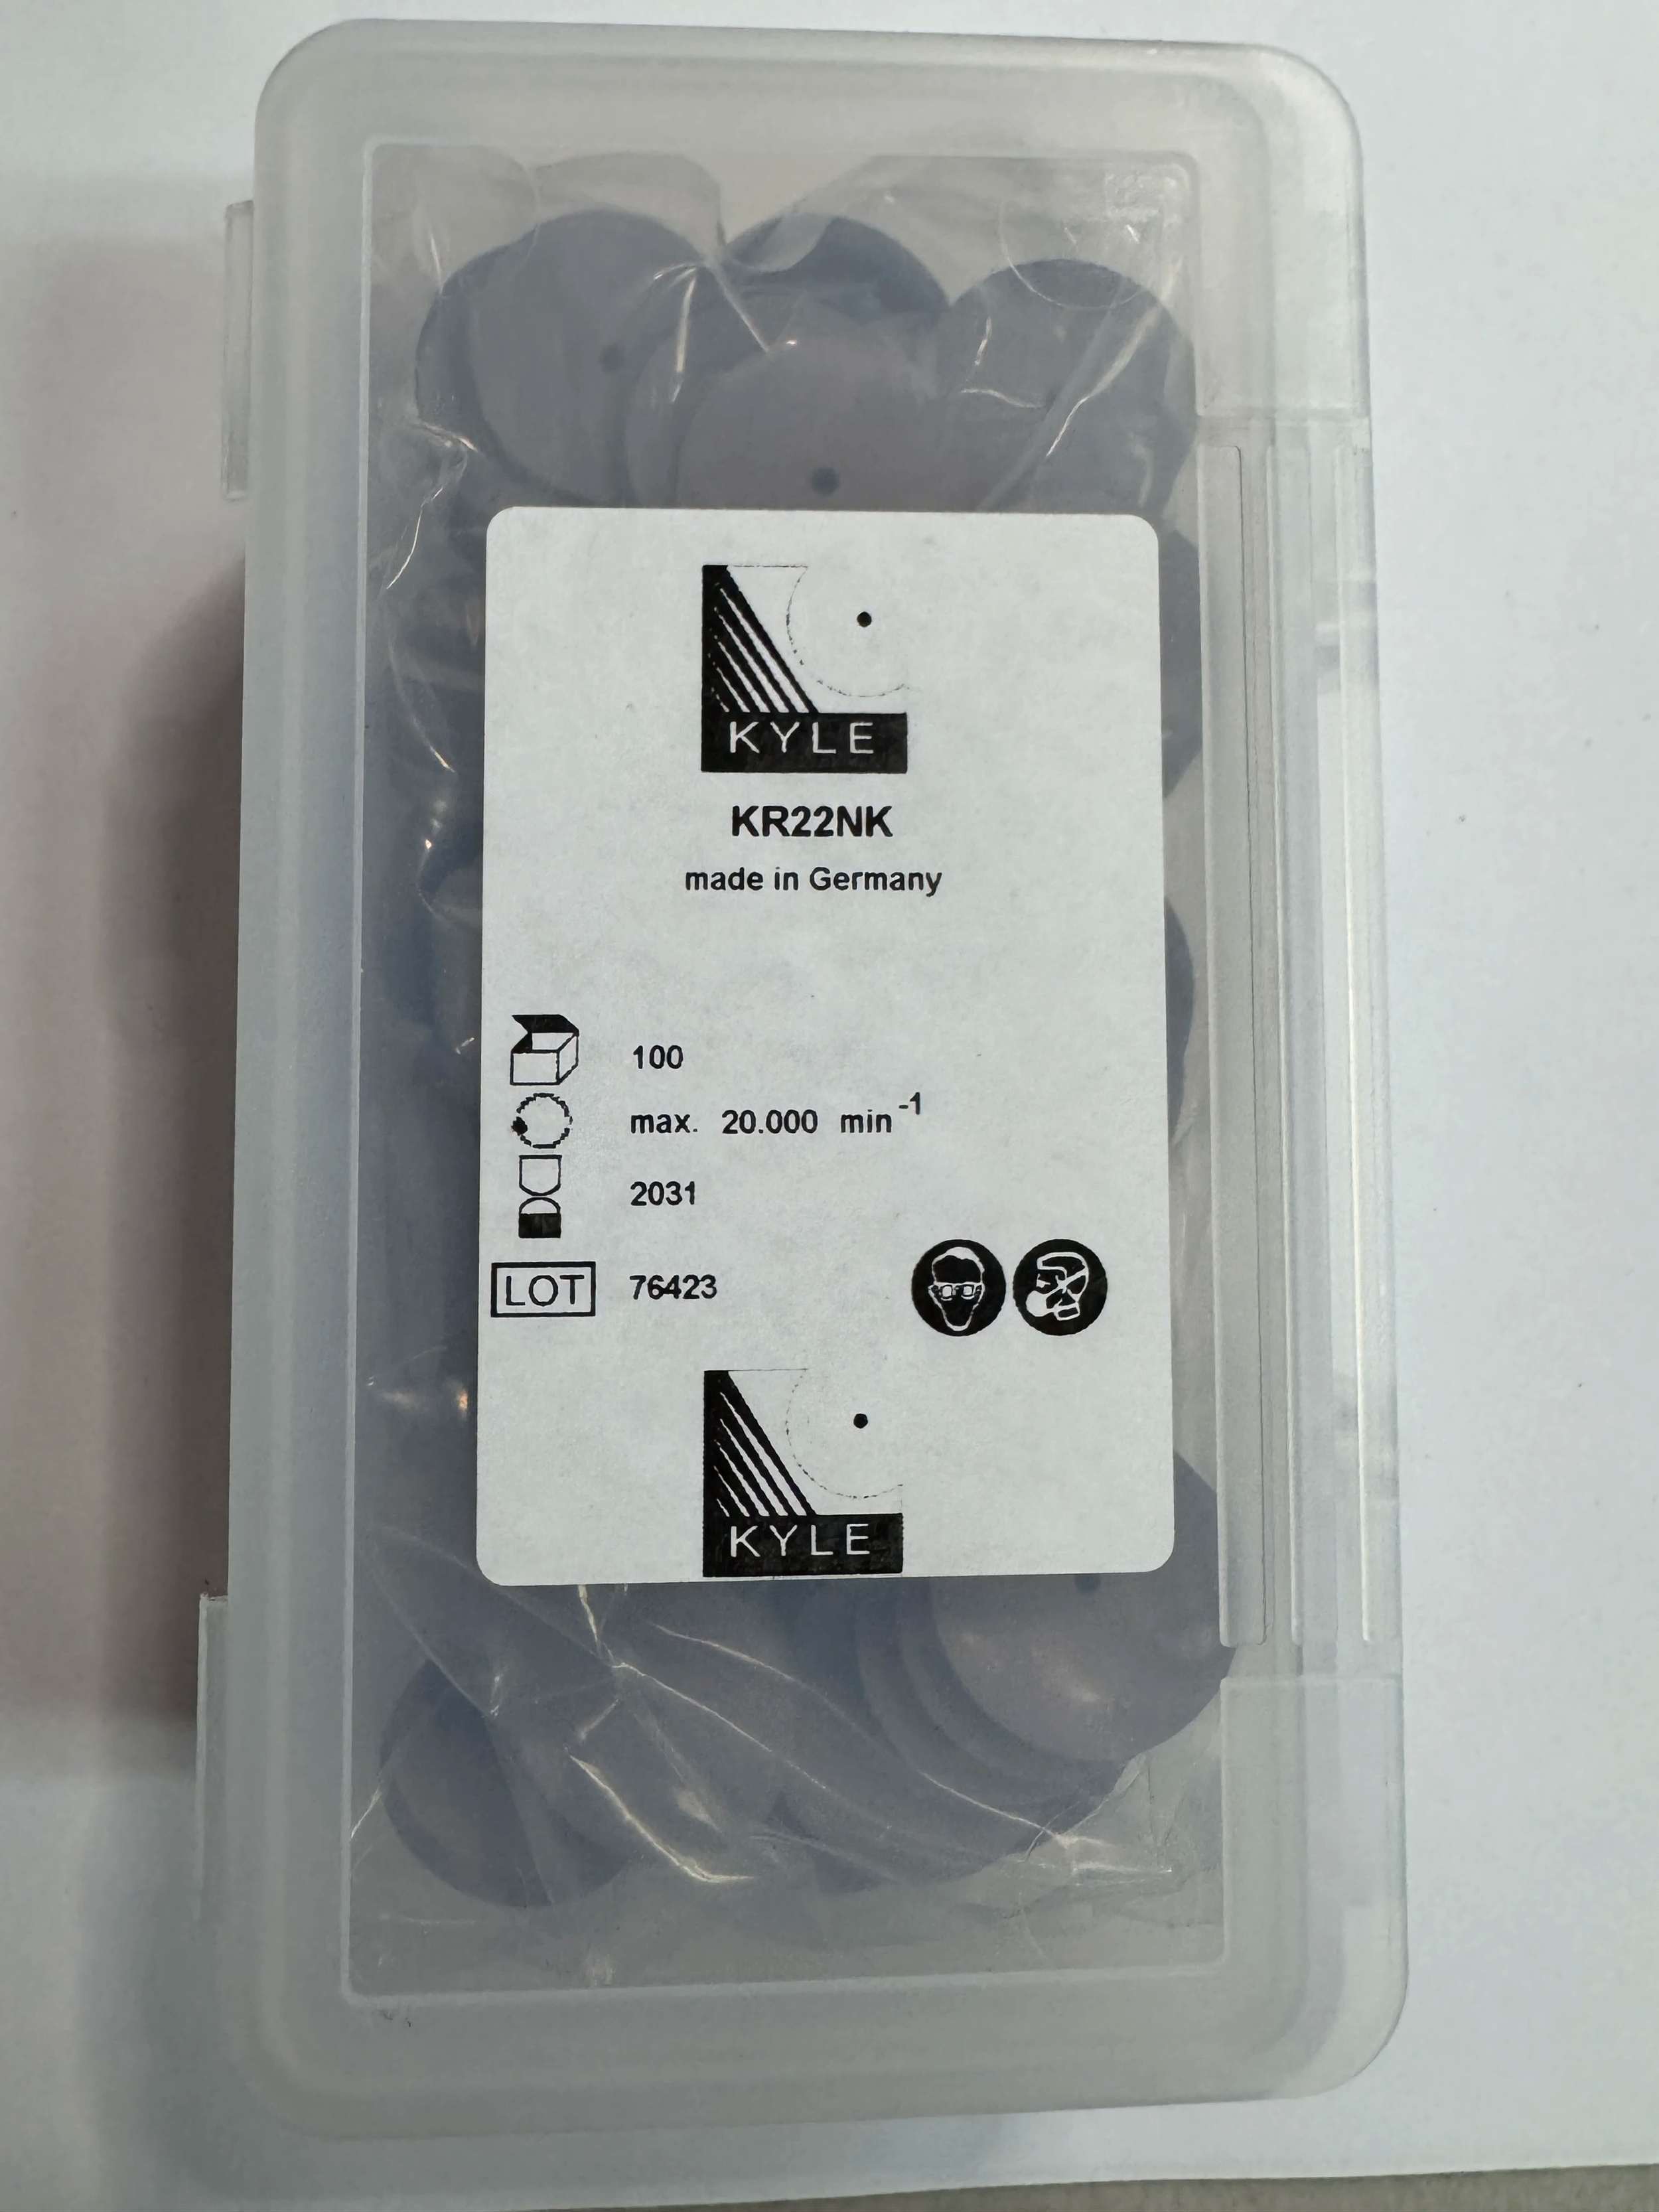 KYLE
KR22NK
made in Germany
100
max. 20.000 min⁻¹
2031
LOT 76423
KYLE